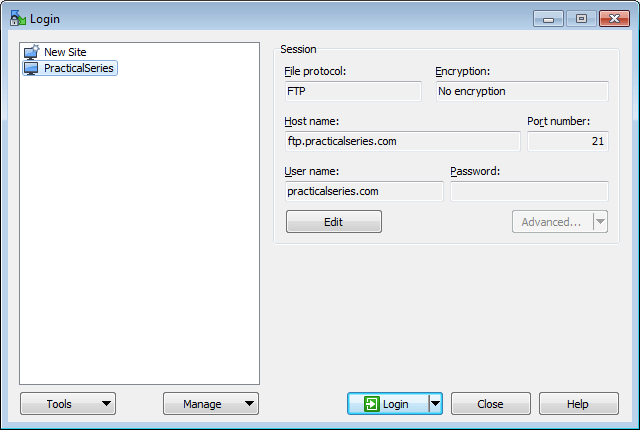 Login
New Site
PracticalSeries
Session
File protocol:
Encryption:
FTP
No encryption
Host name:
Port number:
ftp.practicalseries.com
21
User name:
Password:
practicalseries.com
Edit
Advanced...
Tools
Manage
Login
Close
Help